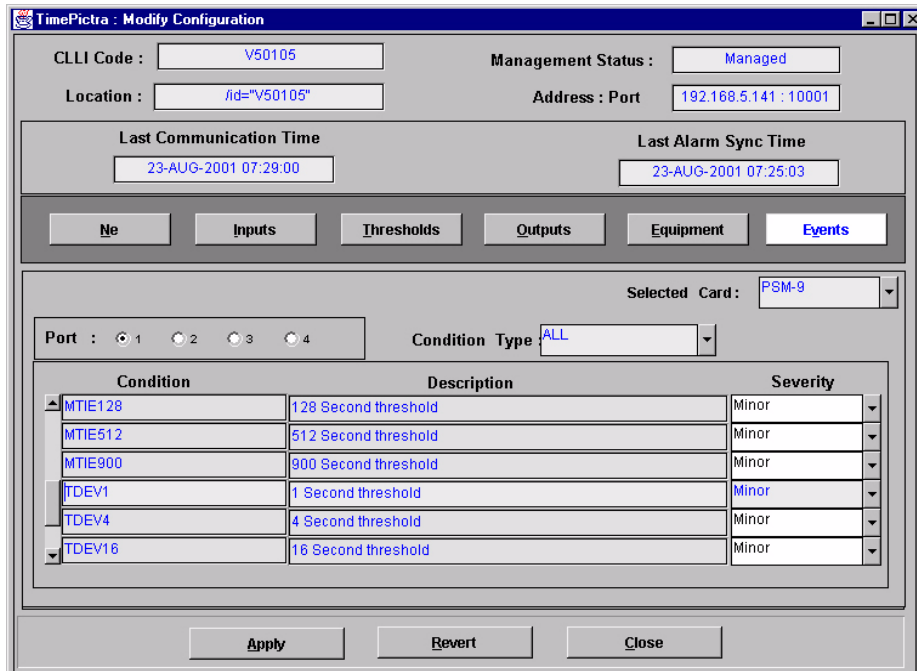 TimePictra : Modify Configuration
CLLI Code : V50105 Management Status : Managed
Location : /id="V50105" Address : Port 192.168.5.141 : 10001
Last Communication Time Last Alarm Sync Time
23-AUG-2001 07:29:00 23-AUG-2001 07:25:03
Ne Inputs Thresholds Outputs Equipment Events
Selected Card : PSM-9
Port : 1 2 3 4 Condition Type : ALL
Condition Description Severity
MTIE128 128 Second threshold Minor
MTIE512 512 Second threshold Minor
MTIE900 900 Second threshold Minor
TDEV1 1 Second threshold Minor
TDEV4 4 Second threshold Minor
TDEV16 16 Second threshold Minor
Apply Revert Close